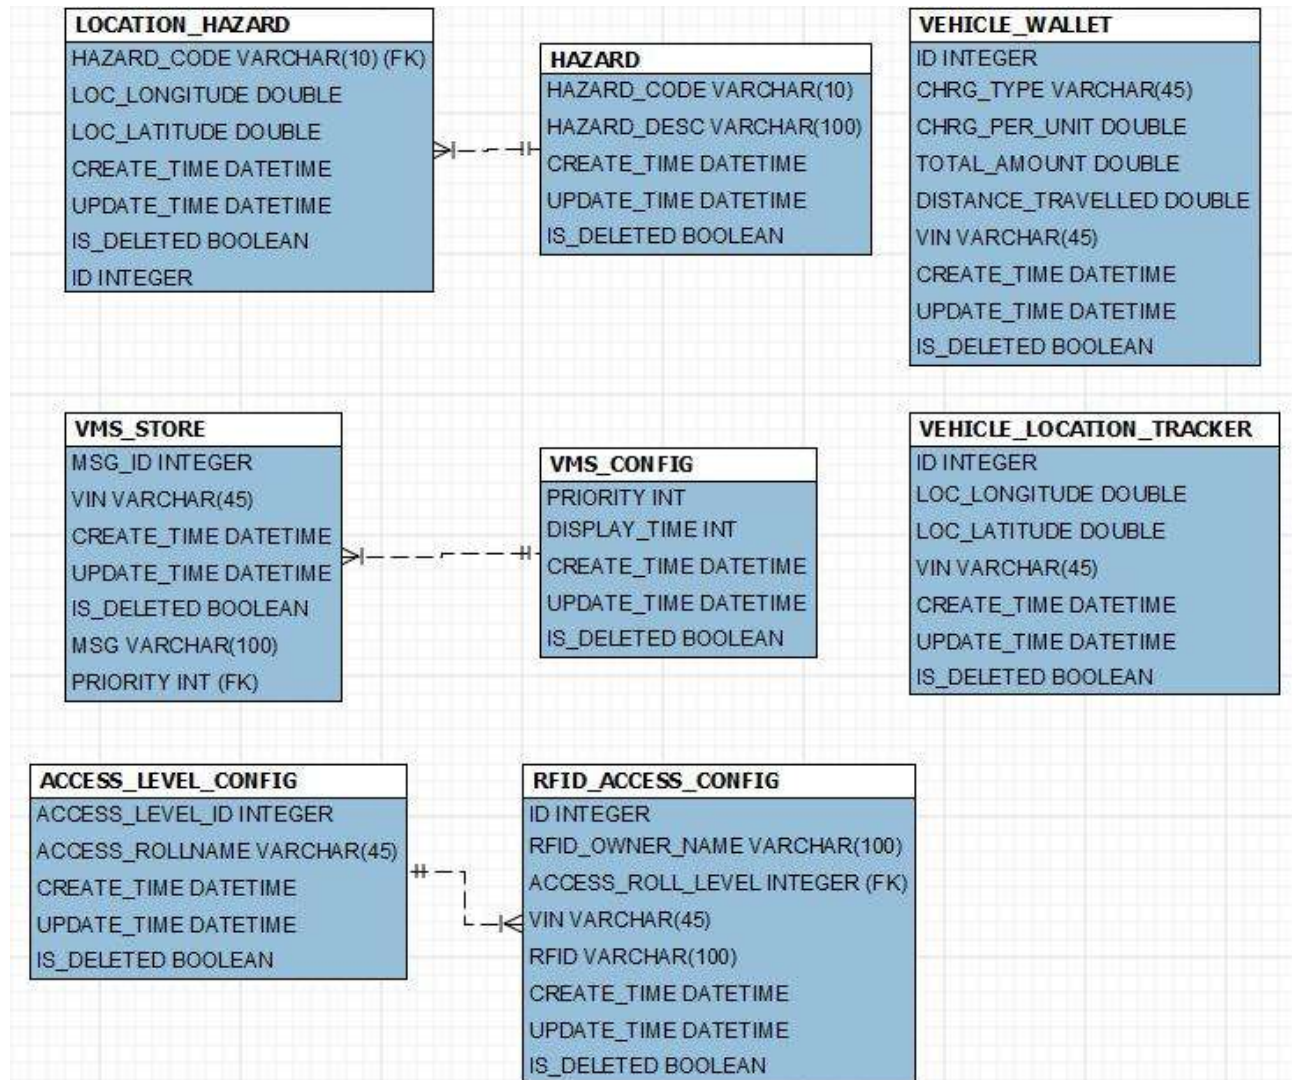 LOCATION_HAZARD
HAZARD_CODE VARCHAR(10) (FK)
LOC_LONGITUDE DOUBLE
LOC_LATITUDE DOUBLE
CREATE_TIME DATETIME
UPDATE_TIME DATETIME
IS_DELETED BOOLEAN
ID INTEGER
HAZARD
HAZARD_CODE VARCHAR(10)
HAZARD_DESC VARCHAR(100)
CREATE_TIME DATETIME
UPDATE_TIME DATETIME
IS_DELETED BOOLEAN
VEHICLE_WALLET
ID INTEGER
CHRG_TYPE VARCHAR(45)
CHRG_PER_UNIT DOUBLE
TOTAL_AMOUNT DOUBLE
DISTANCE_TRAVELLED DOUBLE
VIN VARCHAR(45)
CREATE_TIME DATETIME
UPDATE_TIME DATETIME
IS_DELETED BOOLEAN
VMS_STORE
MSG_ID INTEGER
VIN VARCHAR(45)
CREATE_TIME DATETIME
UPDATE_TIME DATETIME
IS_DELETED BOOLEAN
MSG VARCHAR(100)
PRIORITY INT (FK)
VMS_CONFIG
PRIORITY INT
DISPLAY_TIME INT
CREATE_TIME DATETIME
UPDATE_TIME DATETIME
IS_DELETED BOOLEAN
VEHICLE_LOCATION_TRACKER
ID INTEGER
LOC_LONGITUDE DOUBLE
LOC_LATITUDE DOUBLE
VIN VARCHAR(45)
CREATE_TIME DATETIME
UPDATE_TIME DATETIME
IS_DELETED BOOLEAN
ACCESS_LEVEL_CONFIG
ACCESS_LEVEL_ID INTEGER
ACCESS_ROLLNAME VARCHAR(45)
CREATE_TIME DATETIME
UPDATE_TIME DATETIME
IS_DELETED BOOLEAN
RFID_ACCESS_CONFIG
ID INTEGER
RFID_OWNER_NAME VARCHAR(100)
ACCESS_ROLL_LEVEL INTEGER (FK)
VIN VARCHAR(45)
RFID VARCHAR(100)
CREATE_TIME DATETIME
UPDATE_TIME DATETIME
IS_DELETED BOOLEAN